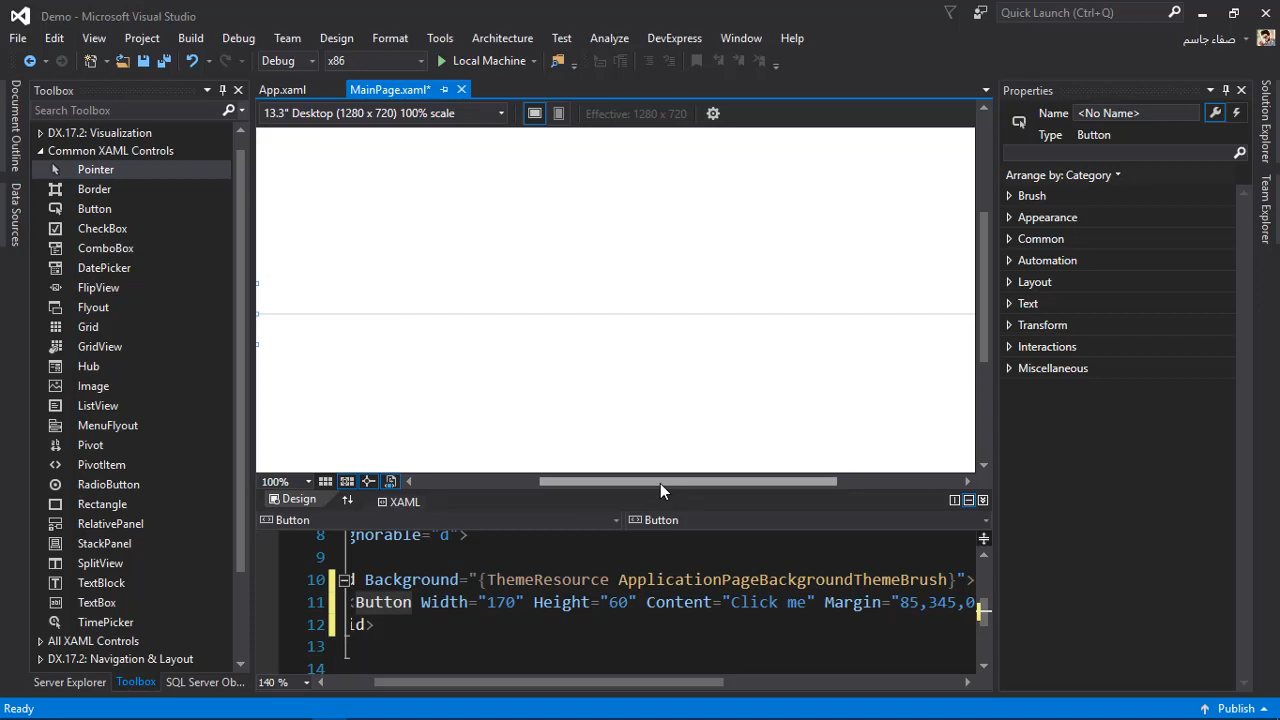 Demo - Microsoft Visual Studio
Quick Launch (Ctrl+Q)
File Edit View Project Build Debug Team Design Format Tools Architecture Test Analyze DevExpress Window Help
صفاء جاسم
Debug x86 Local Machine
Document Outline
Data Sources
Toolbox
Search Toolbox
DX.17.2: Visualization
Common XAML Controls
Pointer
Border
Button
CheckBox
ComboBox
DatePicker
FlipView
Flyout
Grid
GridView
Hub
Image
ListView
MenuFlyout
Pivot
PivotItem
RadioButton
Rectangle
RelativePanel
StackPanel
SplitView
TextBlock
TextBox
TimePicker
All XAML Controls
DX.17.2: Navigation & Layout
Server Explorer Toolbox SQL Server Ob...
App.xaml MainPage.xaml*
13.3" Desktop (1280 x 720) 100% scale Effective: 1280 x 720
100%
Design XAML
Button Button
8 gnorable="d">
9
10 d Background="{ThemeResource ApplicationPageBackgroundThemeBrush}">
11 <Button Width="170" Height="60" Content="Click me" Margin="85,345,0
12 id>
13
14
140 %
Properties
Name <No Name>
Type Button
Arrange by: Category
Brush
Appearance
Common
Automation
Layout
Text
Transform
Interactions
Miscellaneous
Solution Explorer
Team Explorer
Ready
Publish